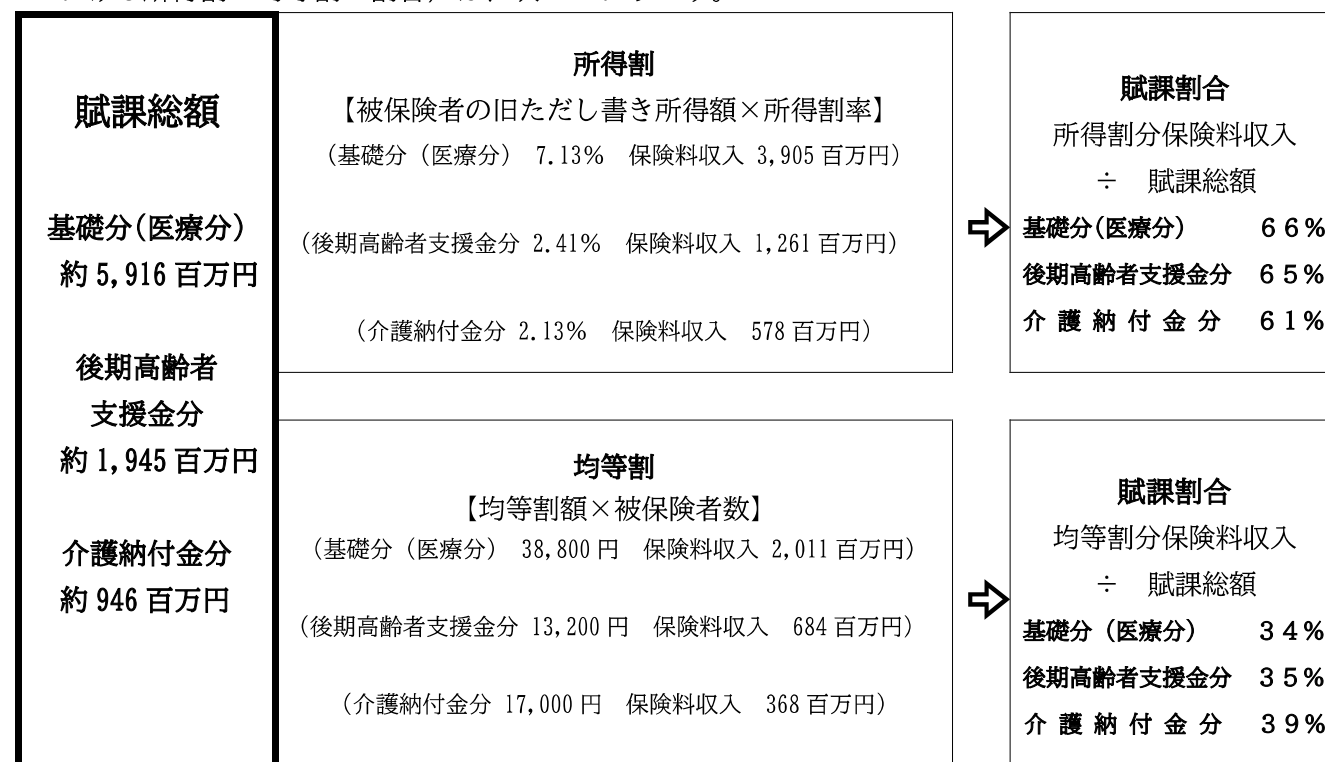 賦課総額
基礎分(医療分)
約 5,916 百万円
後期高齢者
支援金分
約 1,945 百万円
介護納付金分
約 946 百万円
所得割
【被保険者の旧ただし書き所得額×所得割率】
(基礎分(医療分) 7.13% 保険料収入 3,905 百万円)
(後期高齢者支援金分 2.41% 保険料収入 1,261 百万円)
(介護納付金分 2.13% 保険料収入 578 百万円)
賦課割合
所得割分保険料収入
÷ 賦課総額
基礎分(医療分) 66%
後期高齢者支援金分 65%
介護納付金分 61%
均等割
【均等割額×被保険者数】
(基礎分(医療分) 38,800 円 保険料収入 2,011 百万円)
(後期高齢者支援金分 13,200 円 保険料収入 684 百万円)
(介護納付金分 17,000 円 保険料収入 368 百万円)
賦課割合
均等割分保険料収入
÷ 賦課総額
基礎分(医療分) 34%
後期高齢者支援金分 35%
介護納付金分 39%